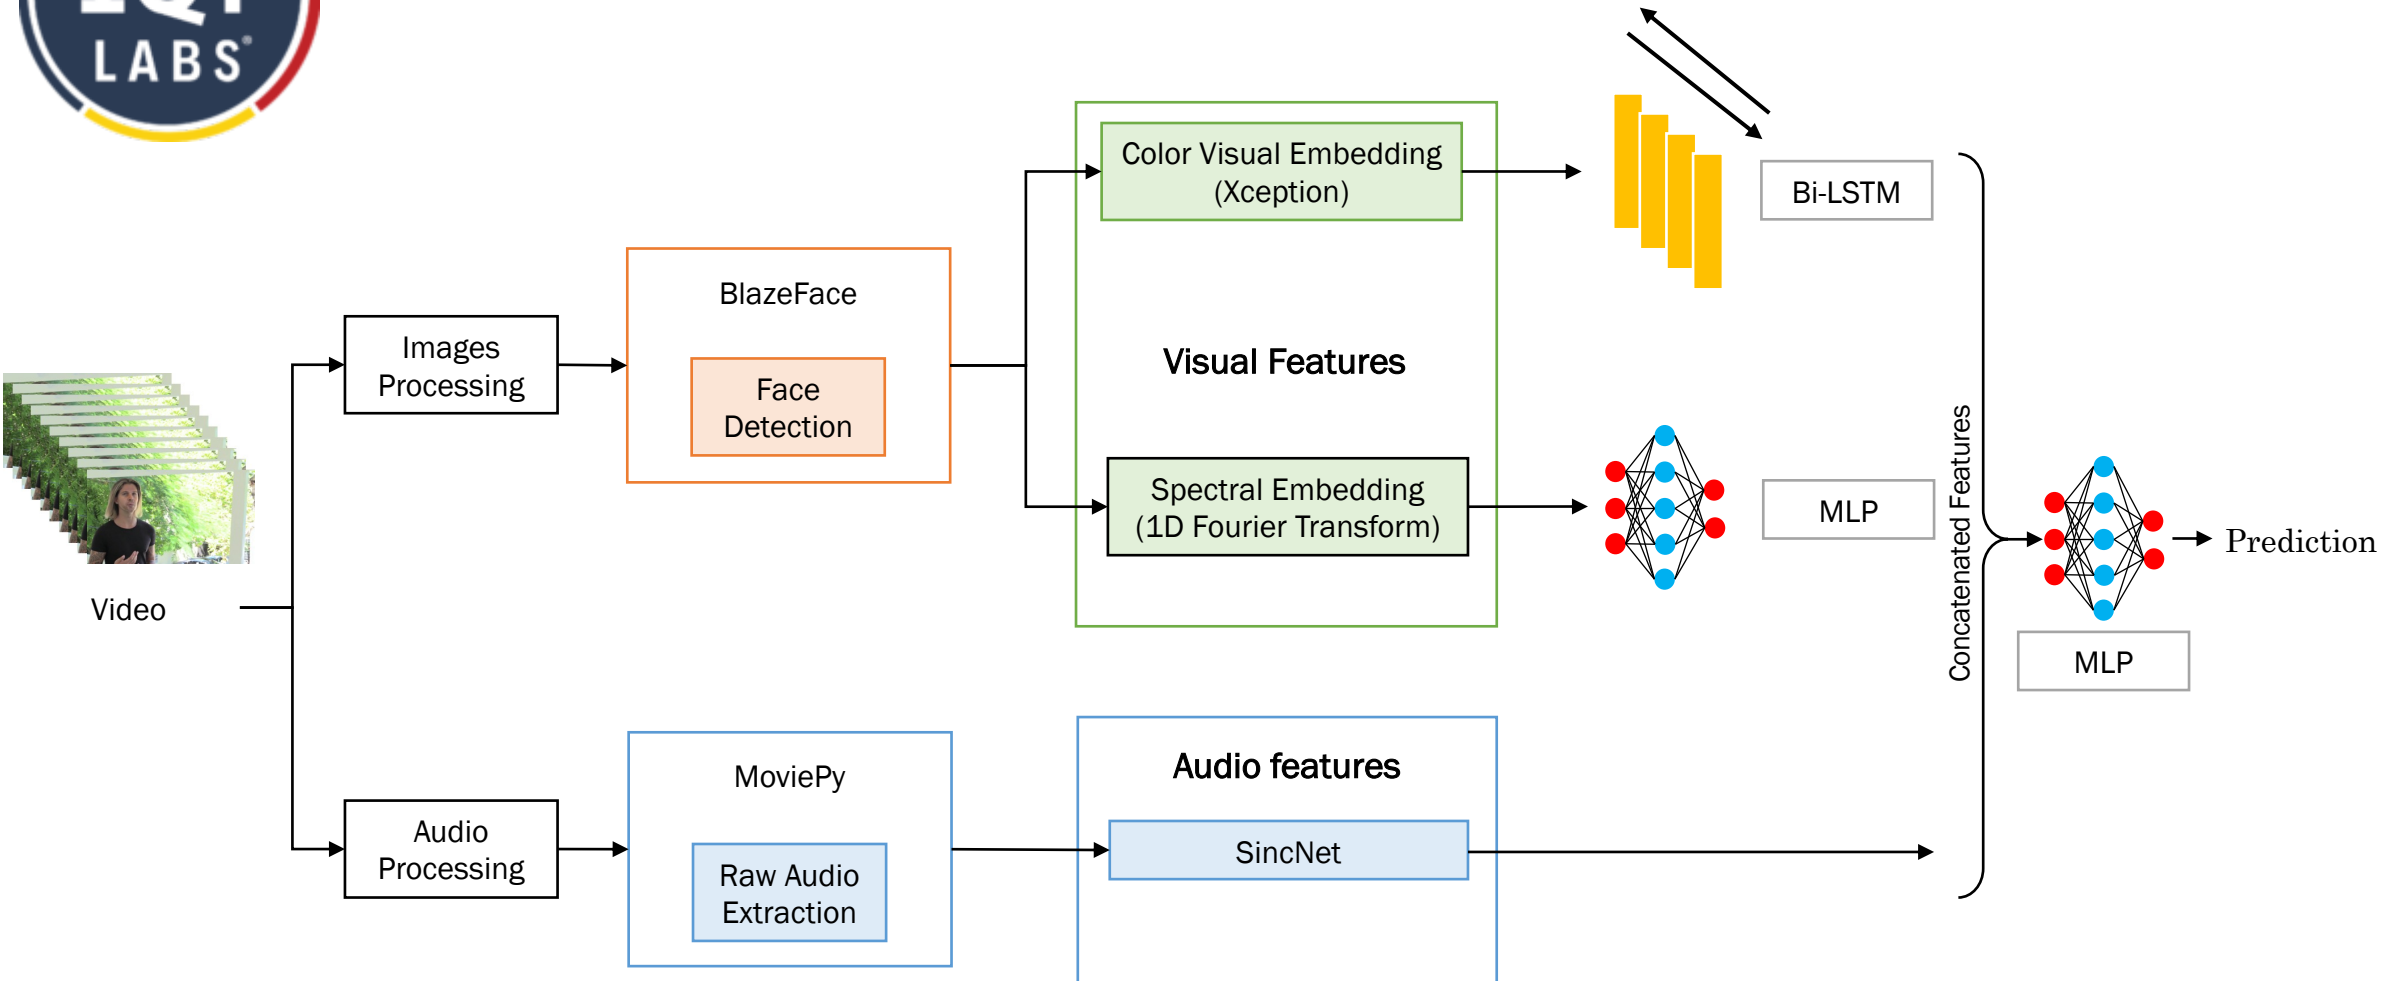 LABS
Color Visual Embedding
(Xception)
Bi-LSTM
BlazeFace
Images
Processing
Face
Detection
Visual Features
Spectral Embedding
(1D Fourier Transform)
MLP
Concatenated Features
Prediction
Video
MLP
MoviePy
Audio features
Audio
Processing
Raw Audio
Extraction
SincNet